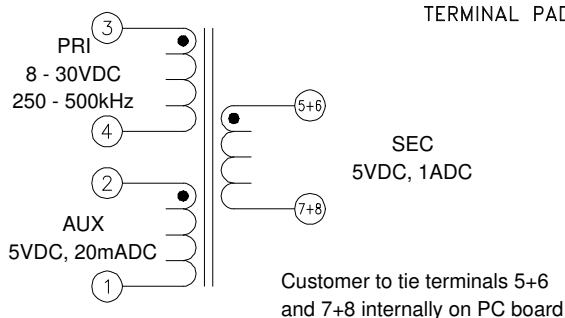 TERMINAL PAD
3
PRI
8 - 30VDC
250 - 500kHz
4
5+6
SEC
5VDC, 1ADC
7+8
2
AUX
5VDC, 20mADC
1
Customer to tie terminals 5+6
and 7+8 internally on PC board